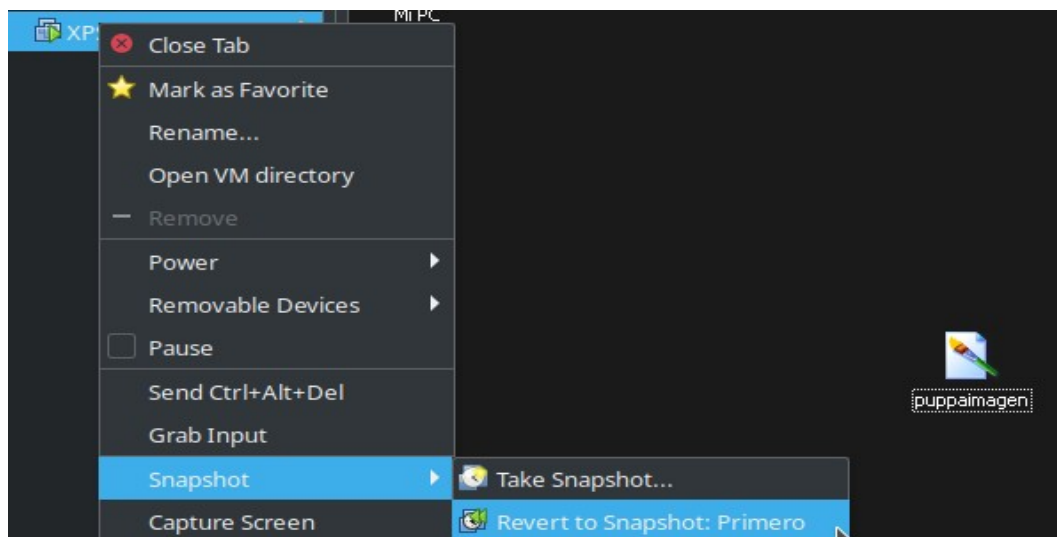 Mi PC
XP
Close Tab
Mark as Favorite
Rename...
Open VM directory
Remove
Power
Removable Devices
Pause
puppaimagen
Send Ctrl+Alt+Del
Grab Input
Snapshot
Take Snapshot...
Capture Screen
Revert to Snapshot: Primero